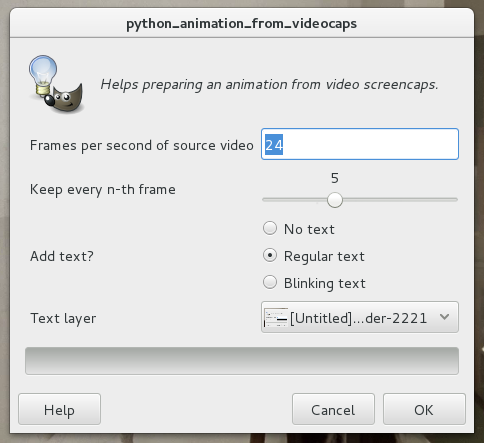 python_animation_from_videocaps
Helps preparing an animation from video screencaps.
Frames per second of source video 24
5
Keep every n-th frame
No text
Add text? Regular text
Blinking text
Text layer [Untitled]...der-2221
Help Cancel OK